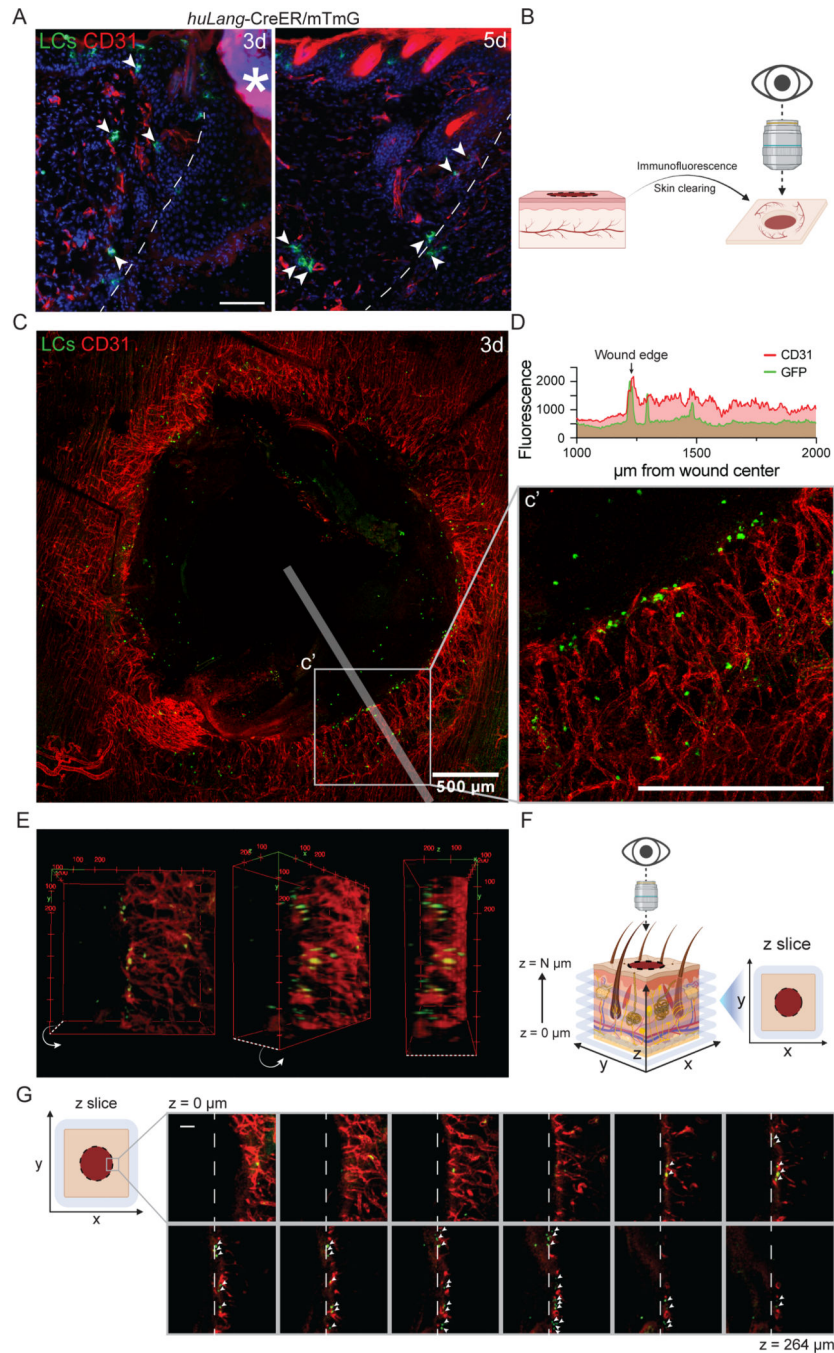 A
huLang-CreER/mTmG
LCs CD31
3d
*
5d
B
Immunofluorescence
Skin clearing
C
LCs CD31
3d
c'
500 µm
D
Wound edge
CD31
GFP
Fluorescence
2000
1000
0
1000
1500
2000
µm from wound center
c'
E
F
z = N µm
z = 0 µm
z
y
x
z slice
y
x
G
z slice
y
x
z = 0 µm
z = 264 µm